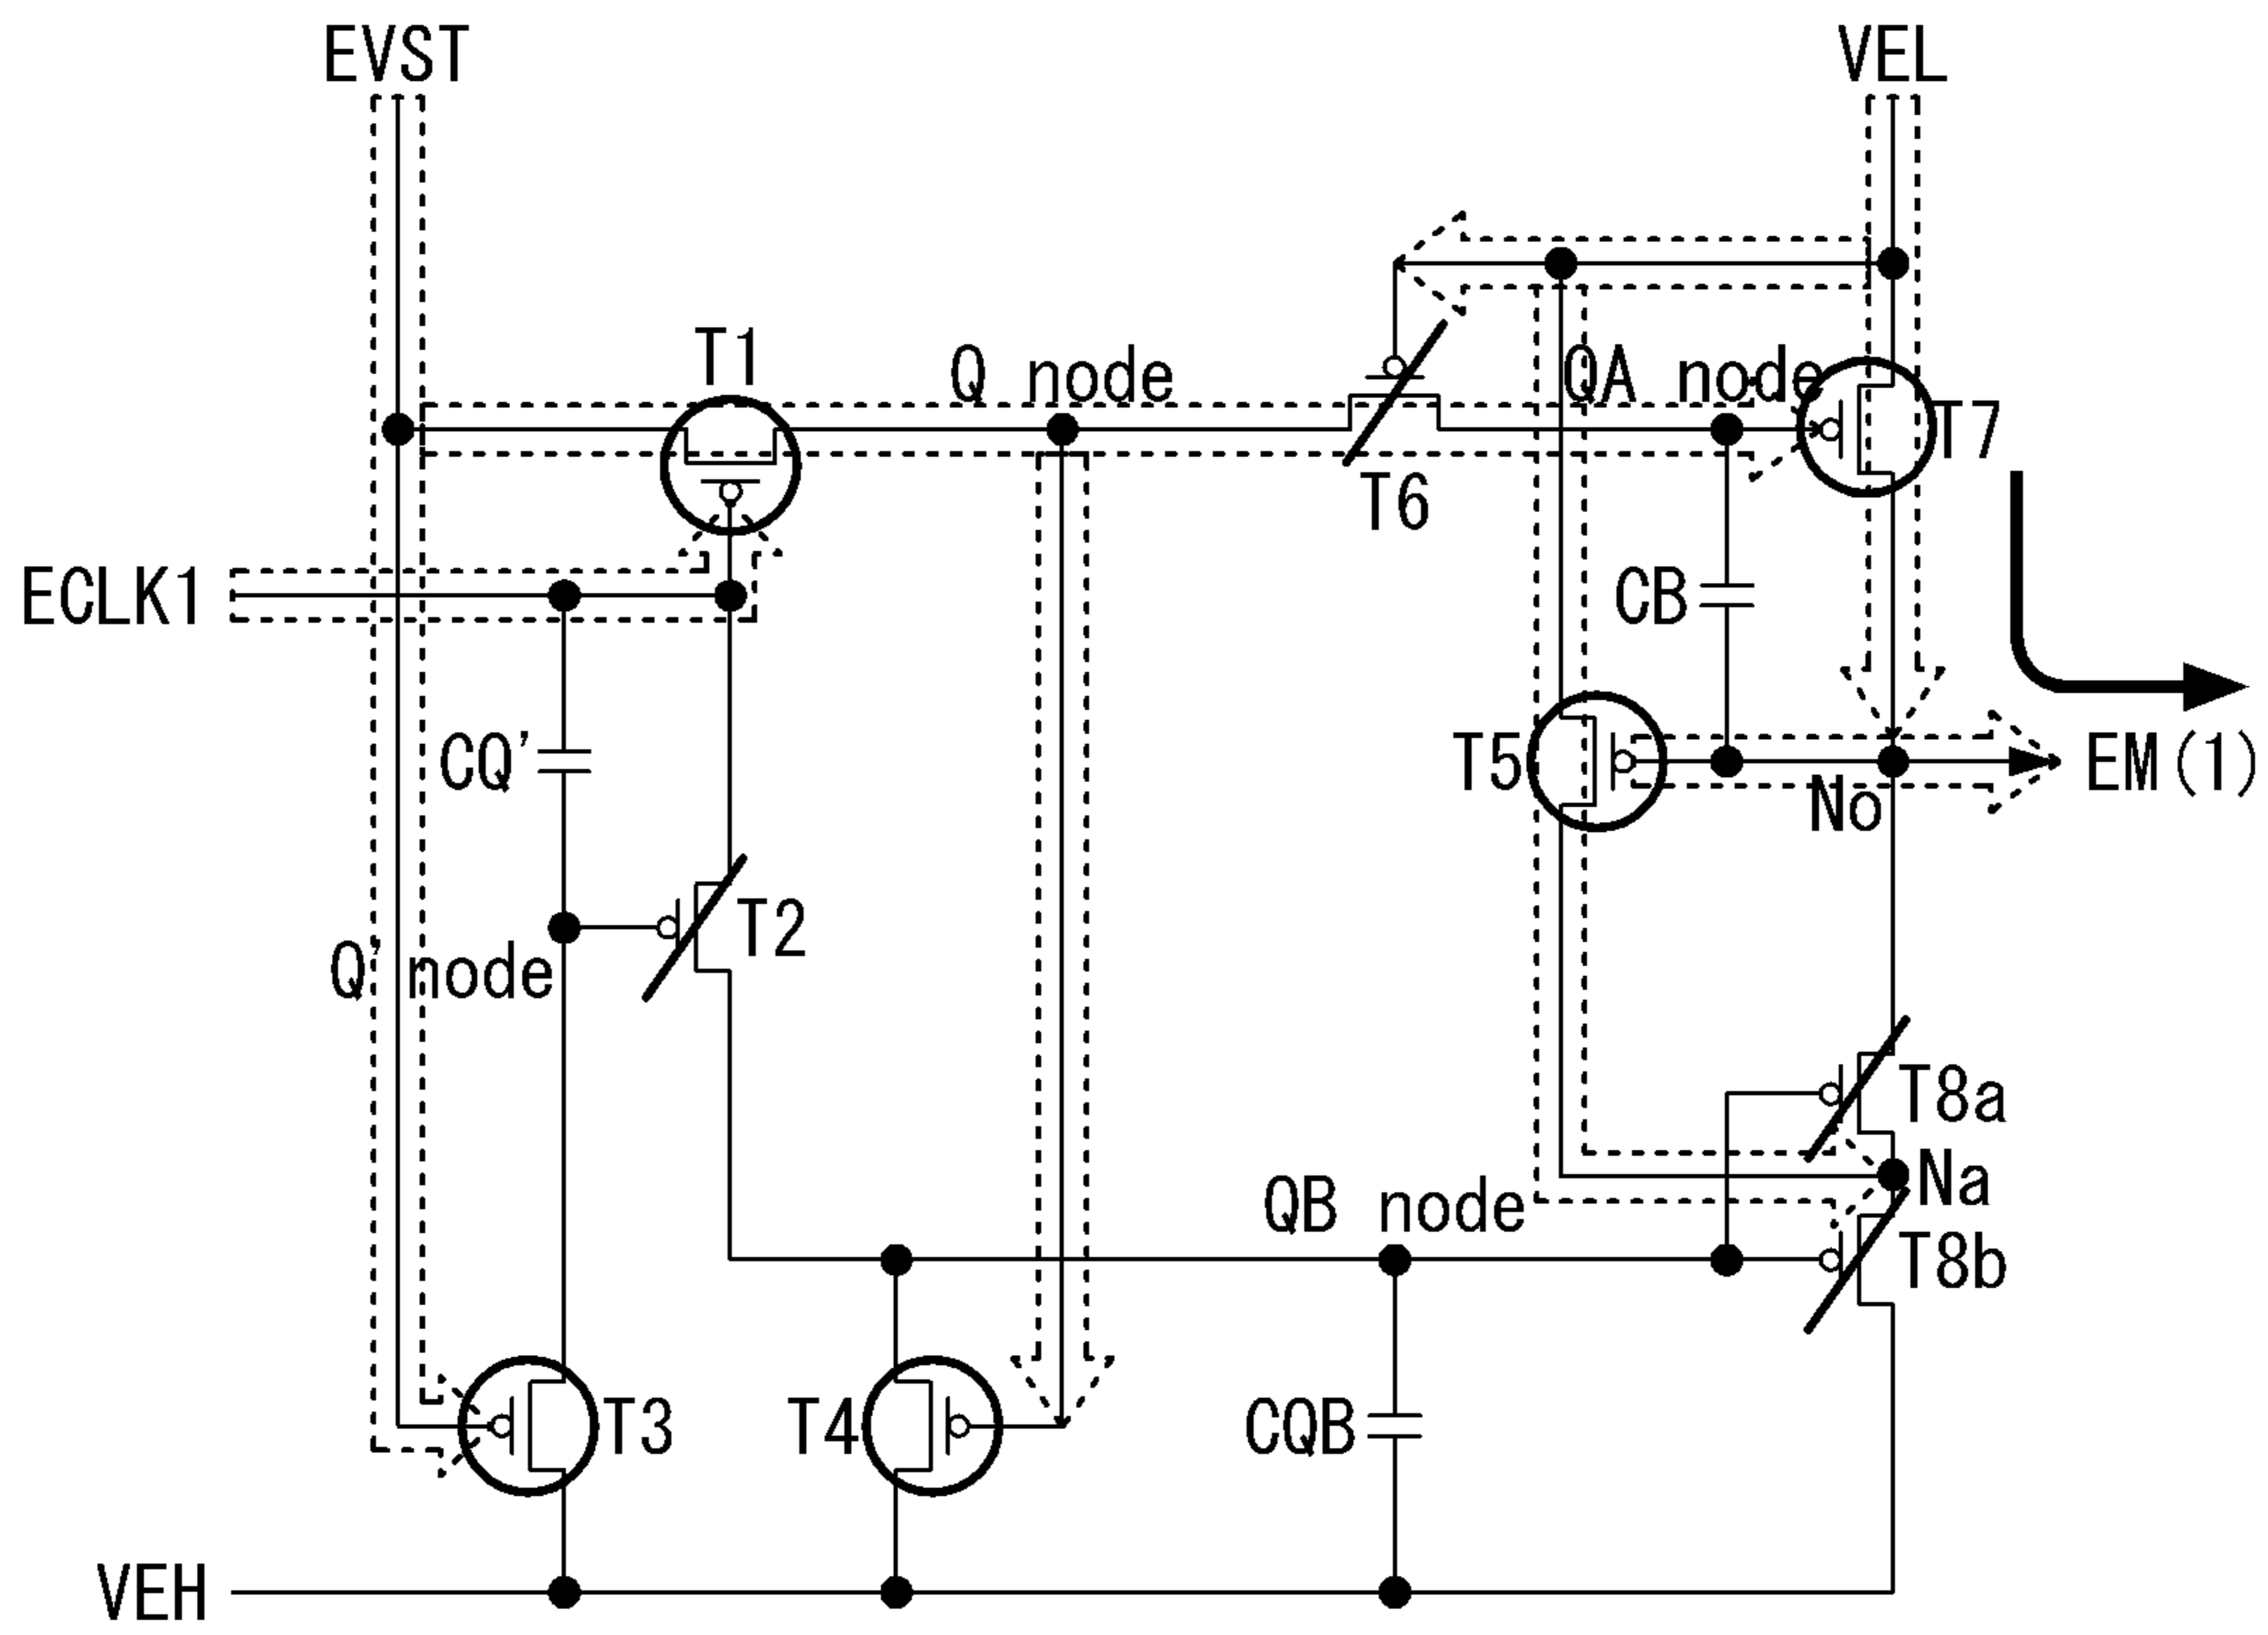 EVST
VEL
T1
Q node
QA node
T7
T6
ECLK1
CB
CQ'
T5
EM(1)
No
T2
Q' node
T8a
Na
QB node
T8b
T3
T4
CQB
VEH